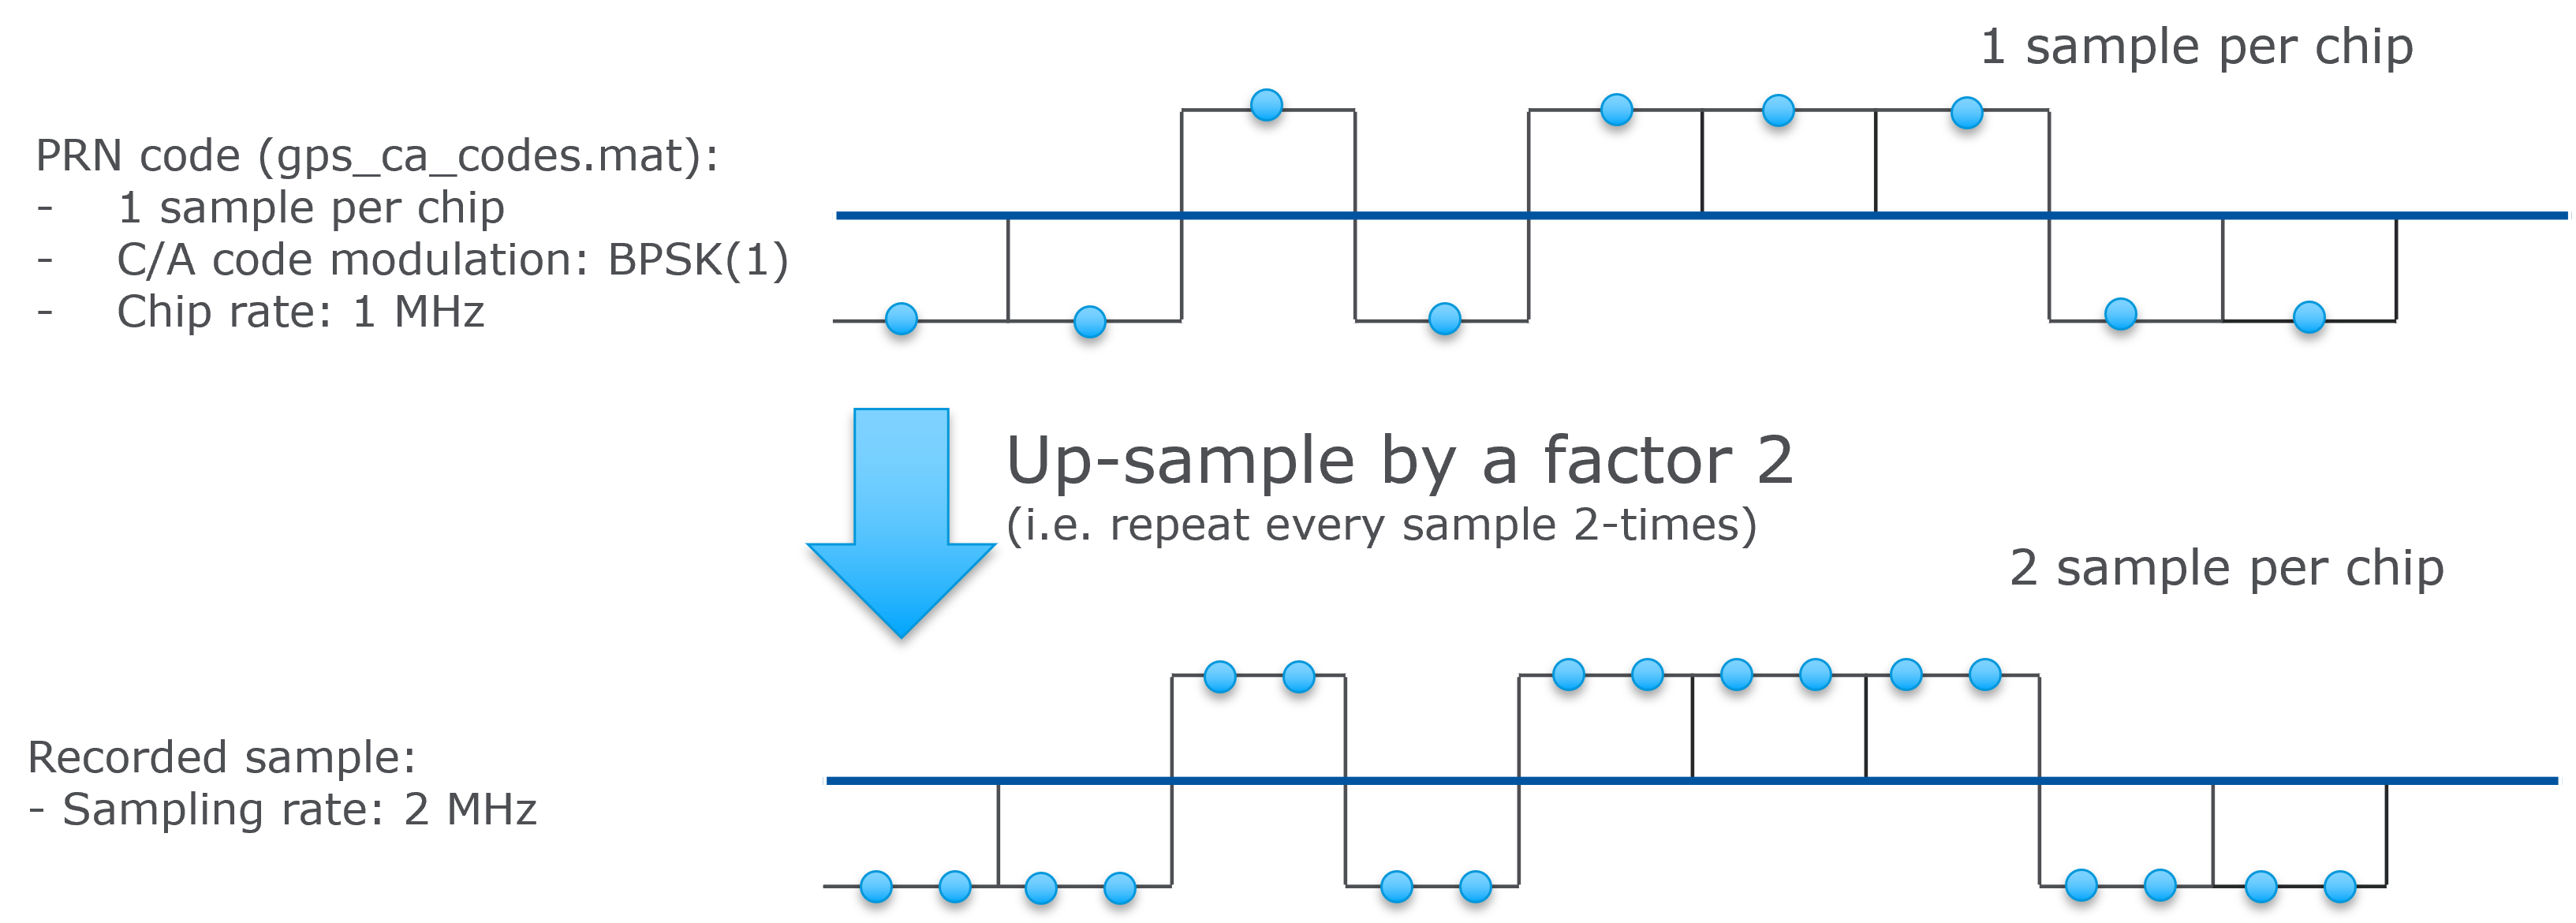 1 sample per chip
PRN code (gps_ca_codes.mat):
- 1 sample per chip
- C/A code modulation: BPSK(1)
- Chip rate: 1 MHz
Up-sample by a factor 2
(i.e. repeat every sample 2-times)
2 sample per chip
Recorded sample:
- Sampling rate: 2 MHz